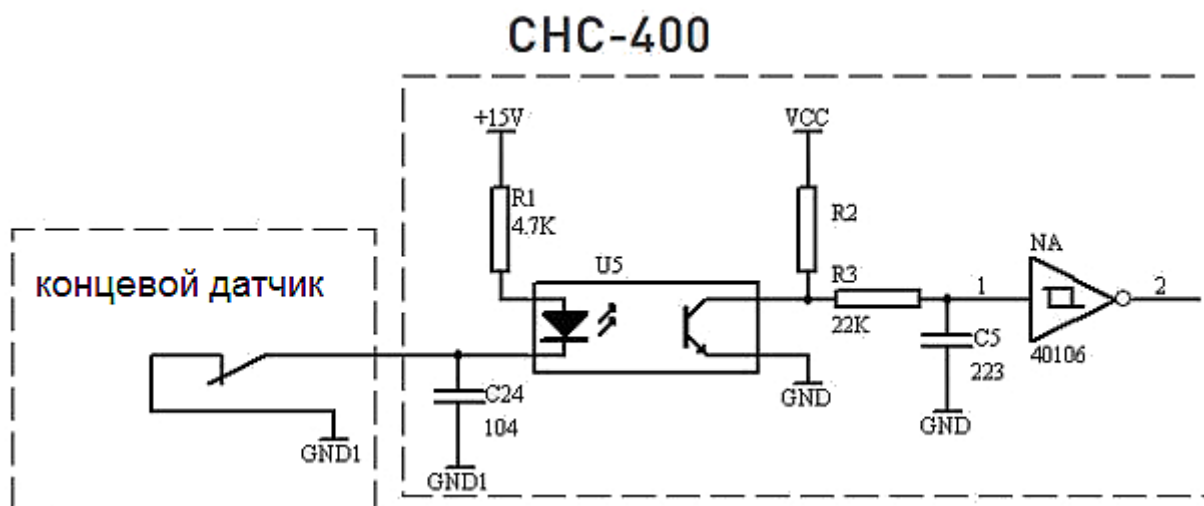 CHC-400
+15V
VCC
R1
4.7K
R2
NA
концевой датчик
U5
R3
1
2
22K
C5
40106
223
C24
104
GND
GND
GND1
GND1